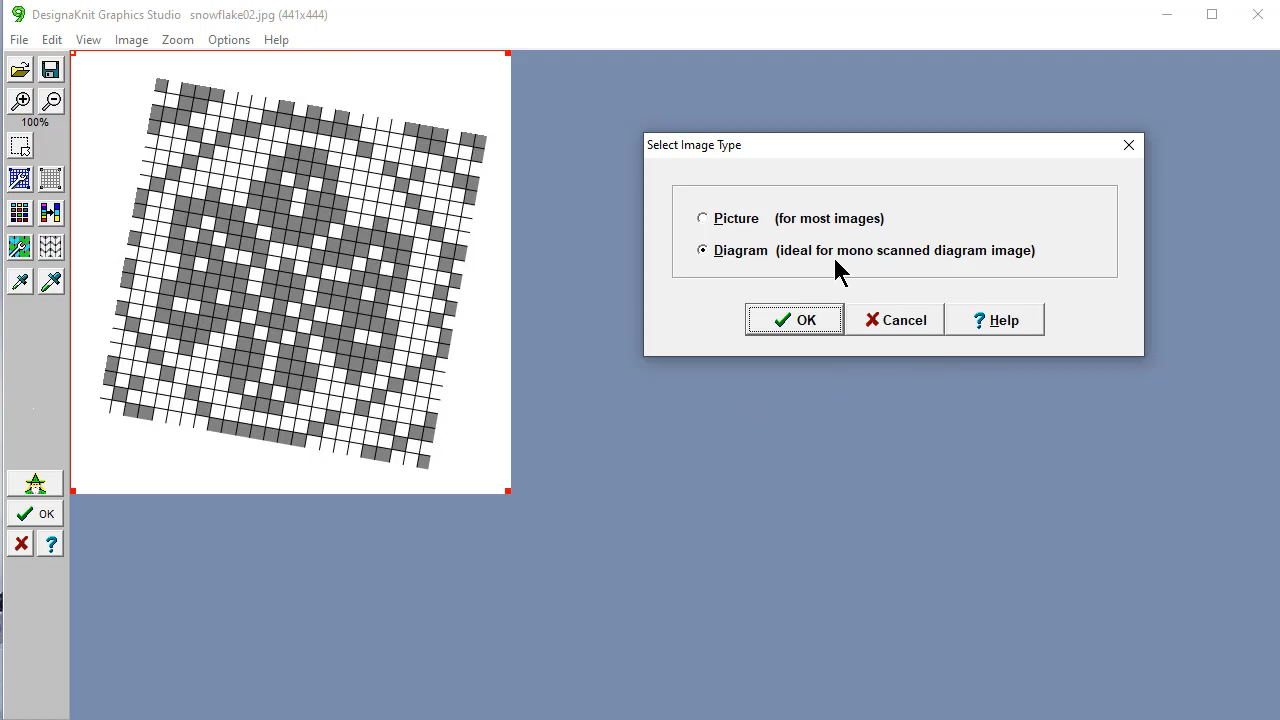 DesignaKnit Graphics Studio snowflake02.jpg (441x444)
File Edit View Image Zoom Options Help
100%
OK
Select Image Type
Picture (for most images)
Diagram (ideal for mono scanned diagram image)
OK Cancel Help